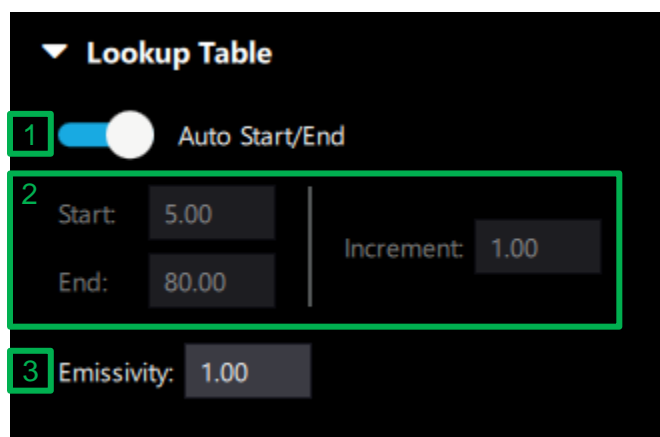 Lookup Table
1 Auto Start/End
2
Start: 5.00
Increment: 1.00
End: 80.00
3 Emissivity: 1.00